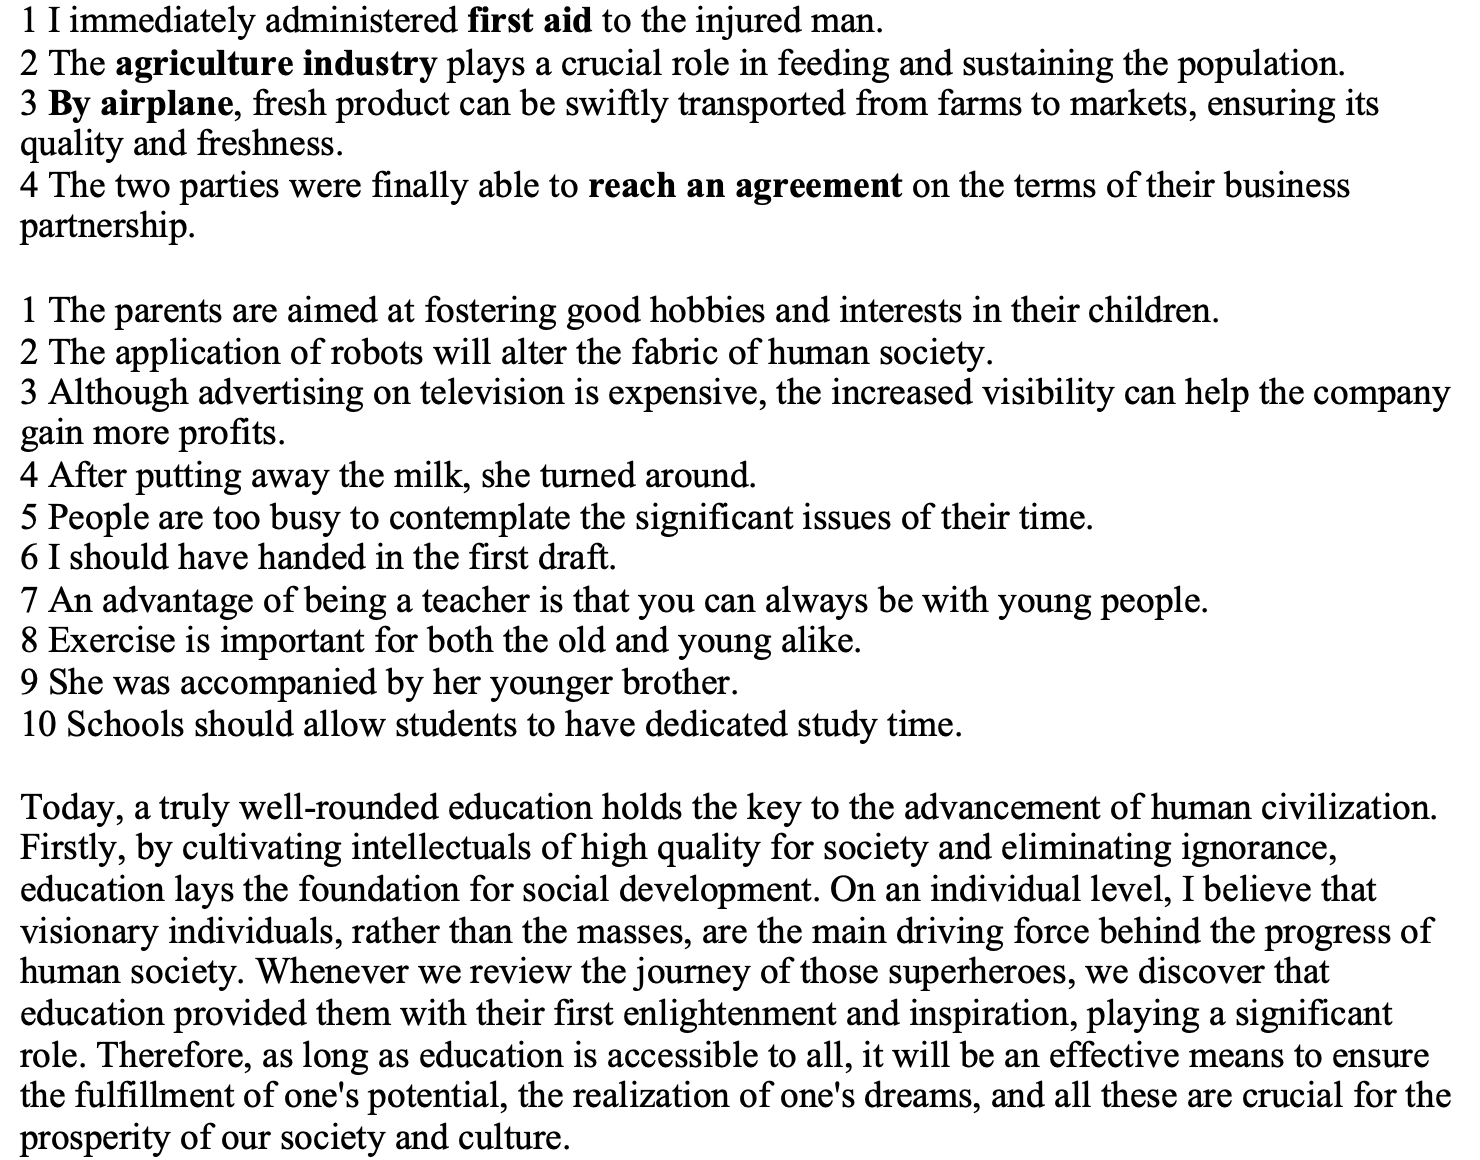 1 I immediately administered first aid to the injured man.
2 The agriculture industry plays a crucial role in feeding and sustaining the population.
3 By airplane, fresh product can be swiftly transported from farms to markets, ensuring its
quality and freshness.
4 The two parties were finally able to reach an agreement on the terms of their business
partnership.
1 The parents are aimed at fostering good hobbies and interests in their children.
2 The application of robots will alter the fabric of human society.
3 Although advertising on television is expensive, the increased visibility can help the company
gain more profits.
4 After putting away the milk, she turned around.
5 People are too busy to contemplate the significant issues of their time.
6 I should have handed in the first draft.
7 An advantage of being a teacher is that you can always be with young people.
8 Exercise is important for both the old and young alike.
9 She was accompanied by her younger brother.
10 Schools should allow students to have dedicated study time.
Today, a truly well-rounded education holds the key to the advancement of human civilization.
Firstly, by cultivating intellectuals of high quality for society and eliminating ignorance,
education lays the foundation for social development. On an individual level, I believe that
visionary individuals, rather than the masses, are the main driving force behind the progress of
human society. Whenever we review the journey of those superheroes, we discover that
education provided them with their first enlightenment and inspiration, playing a significant
role. Therefore, as long as education is accessible to all, it will be an effective means to ensure
the fulfillment of one's potential, the realization of one's dreams, and all these are crucial for the
prosperity of our society and culture.